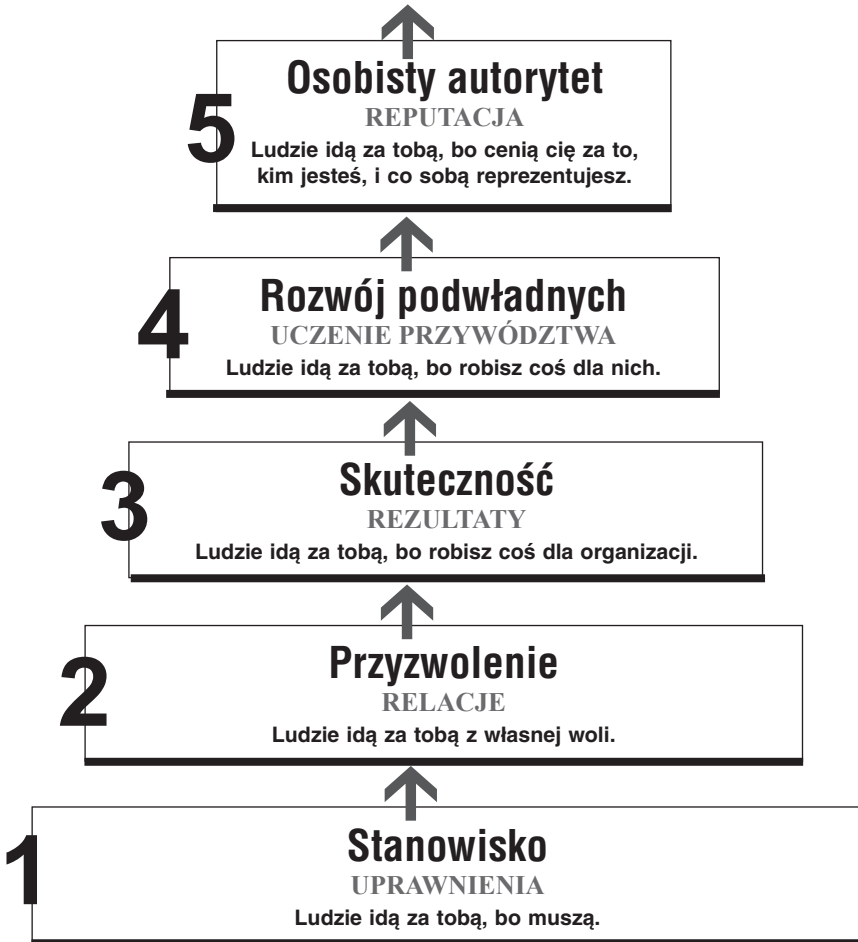 5
Osobisty autorytet
REPUTACJA
Ludzie idą za tobą, bo cenią cię za to,
kim jesteś, i co sobą reprezentujesz.
4
Rozwój podwładnych
UCZENIE PRZYWÓDZTWA
Ludzie idą za tobą, bo robisz coś dla nich.
3
Skuteczność
REZULTATY
Ludzie idą za tobą, bo robisz coś dla organizacji.
2
Przyzwolenie
RELACJE
Ludzie idą za tobą z własnej woli.
1
Stanowisko
UPRAWNIENIA
Ludzie idą za tobą, bo muszą.